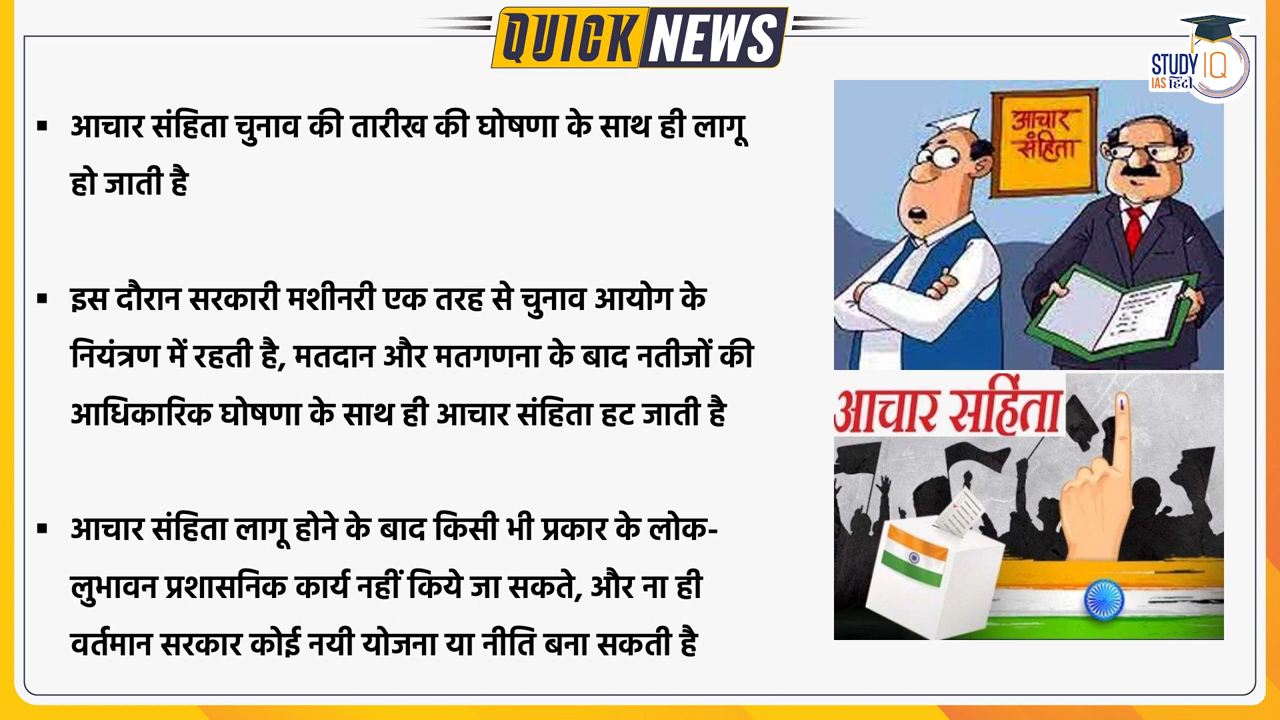 QUICK NEWS
STUDY IQ
IAS हिंदी
▪ आचार संहिता चुनाव की तारीख की घोषणा के साथ ही लागू
हो जाती है
▪ इस दौरान सरकारी मशीनरी एक तरह से चुनाव आयोग के
नियंत्रण में रहती है, मतदान और मतगणना के बाद नतीजों की
आधिकारिक घोषणा के साथ ही आचार संहिता हट जाती है
▪ आचार संहिता लागू होने के बाद किसी भी प्रकार के लोक-
लुभावन प्रशासनिक कार्य नहीं किये जा सकते, और ना ही
वर्तमान सरकार कोई नयी योजना या नीति बना सकती है
आचार
संहिता
आचार सहिंता